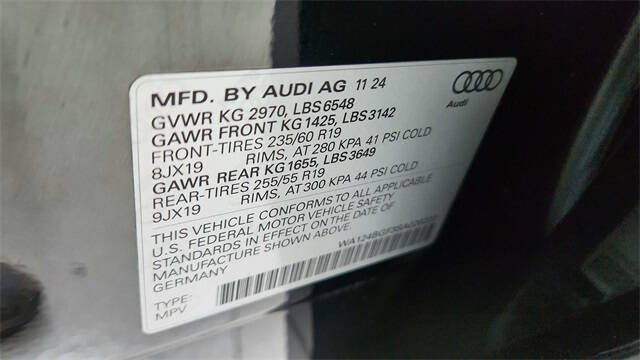 MFD. BY AUDI AG 11 24
Audi
GVWR KG 2970, LBS 6548
GAWR FRONT KG 1425, LBS 3142
FRONT-TIRES 235/60 R19
8JX19 RIMS, AT 280 KPA 41 PSI COLD
GAWR REAR KG 1655, LBS 3649
REAR-TIRES 255/55 R19
9JX19 RIMS, AT 300 KPA 44 PSI COLD
THIS VEHICLE CONFORMS TO ALL APPLICABLE
U.S. FEDERAL MOTOR VEHICLE SAFETY
STANDARDS IN EFFECT ON THE DATE OF
MANUFACTURE SHOWN ABOVE.
GERMANY
TYPE:
MPV